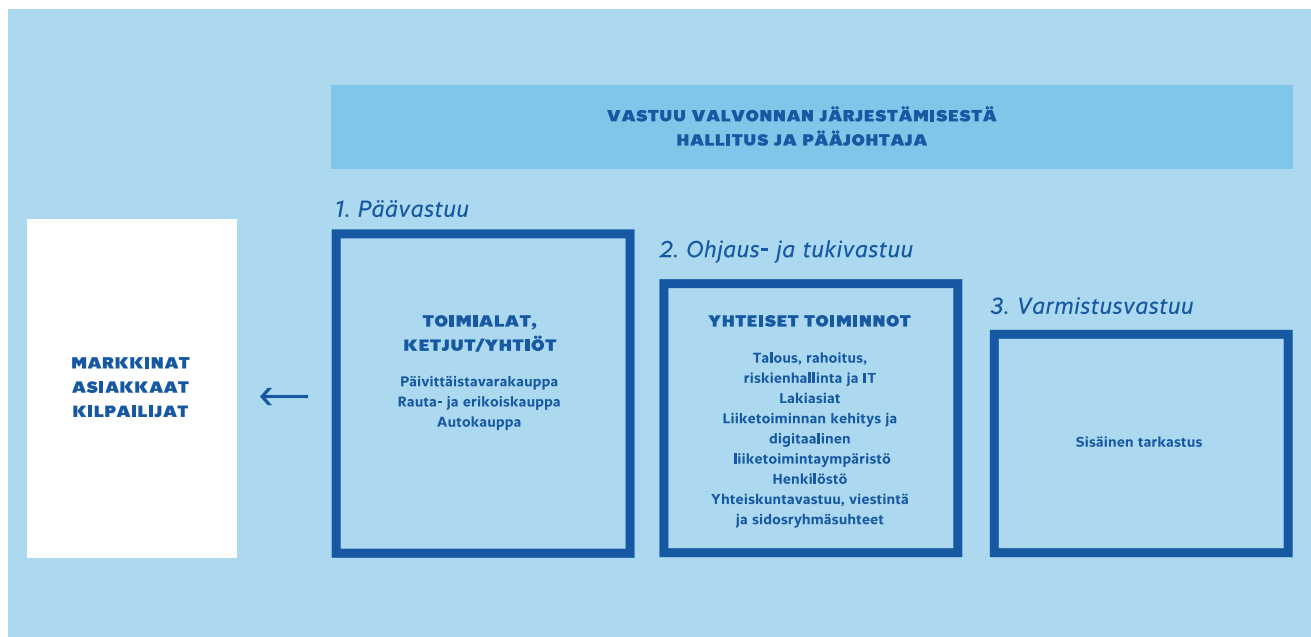 VASTUU VALVONNAN JÄRJESTÄMISESTÄ
HALLITUS JA PÄÄJOHTAJA
MARKKINAT
ASIAKKAAT
KILPAILIJAT
←
1. Päävastuu
TOIMIALAT,
KETJUT/YHTIÖT
Päivittäistavarakauppa
Rauta- ja erikoiskauppa
Autokauppa
2. Ohjaus- ja tukivastuu
YHTEISET TOIMINNOT
Talous, rahoitus,
riskienhallinta ja IT
Lakiasiat
Liiketoiminnan kehitys ja
digitaalinen
liiketoimintaympäristö
Henkilöstö
Yhteiskuntavastuu, viestintä
ja sidosryhmäsuhteet
3. Varmistusvastuu
Sisäinen tarkastus